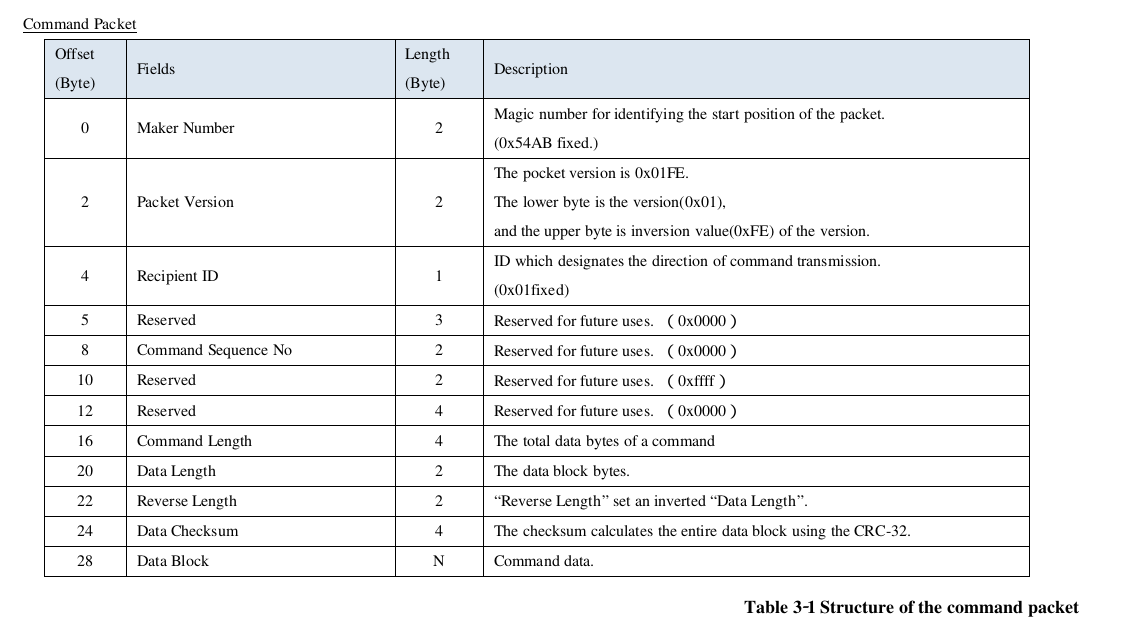 Command Packet
Offset
(Byte)
Fields
Length
(Byte)
Description
0
Maker Number
2
Magic number for identifying the start position of the packet.
(0x54AB fixed.)
2
Packet Version
2
The pocket version is 0x01FE.
The lower byte is the version(0x01),
and the upper byte is inversion value(0xFE) of the version.
4
Recipient ID
1
ID which designates the direction of command transmission.
(0x01fixed)
5
Reserved
3
Reserved for future uses. ( 0x0000 )
8
Command Sequence No
2
Reserved for future uses. ( 0x0000 )
10
Reserved
2
Reserved for future uses. ( 0xffff )
12
Reserved
4
Reserved for future uses. ( 0x0000 )
16
Command Length
4
The total data bytes of a command
20
Data Length
2
The data block bytes.
22
Reverse Length
2
“Reverse Length” set an inverted “Data Length”.
24
Data Checksum
4
The checksum calculates the entire data block using the CRC-32.
28
Data Block
N
Command data.
Table 3-1 Structure of the command packet